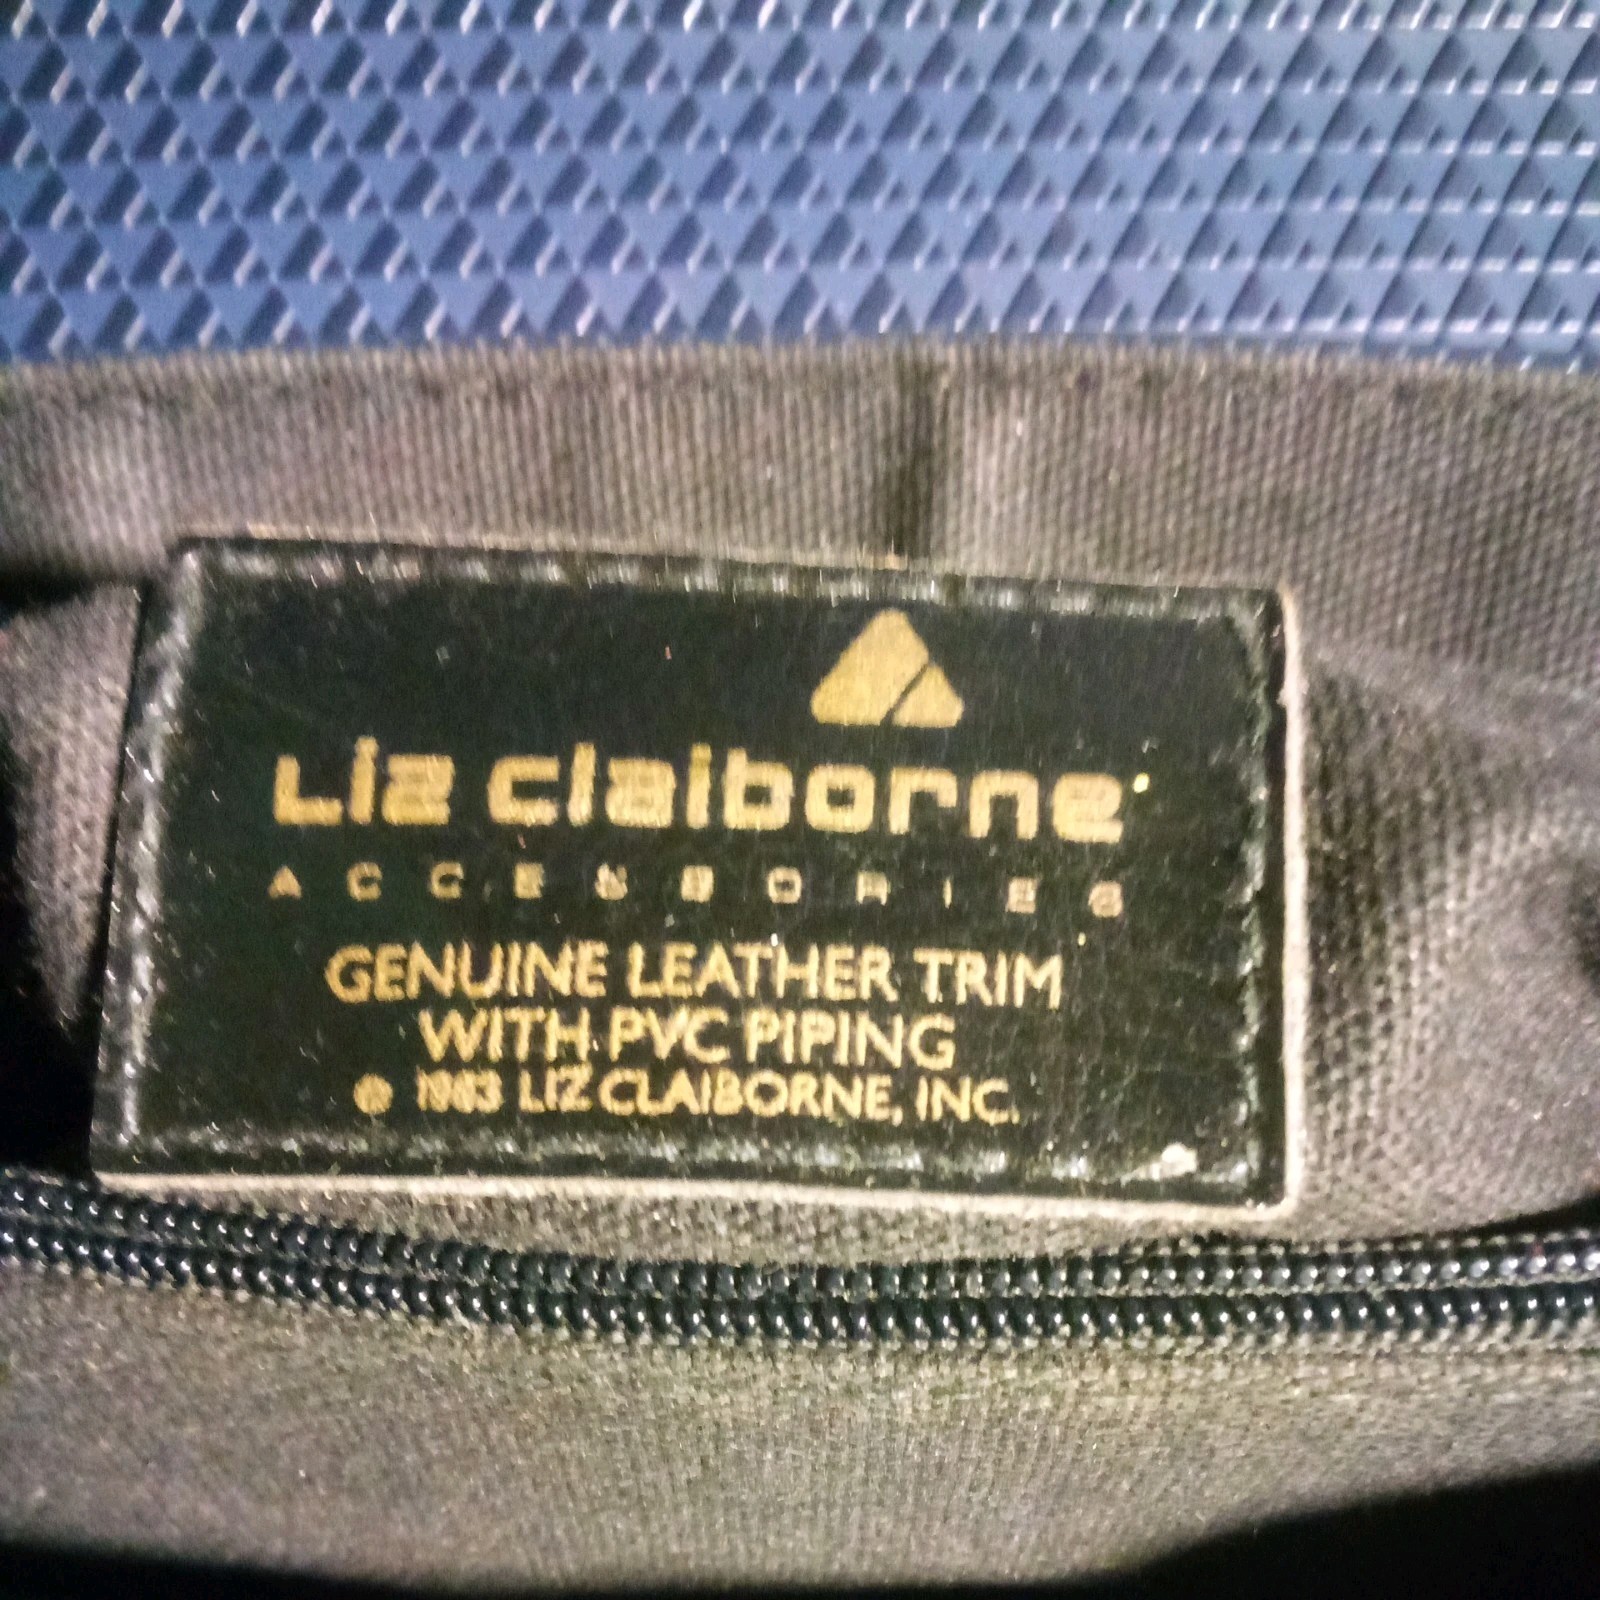 Liz claiborne
ACCESSORIES
GENUINE LEATHER TRIM
WITH PVC PIPING
© 1983 LIZ CLAIBORNE, INC.